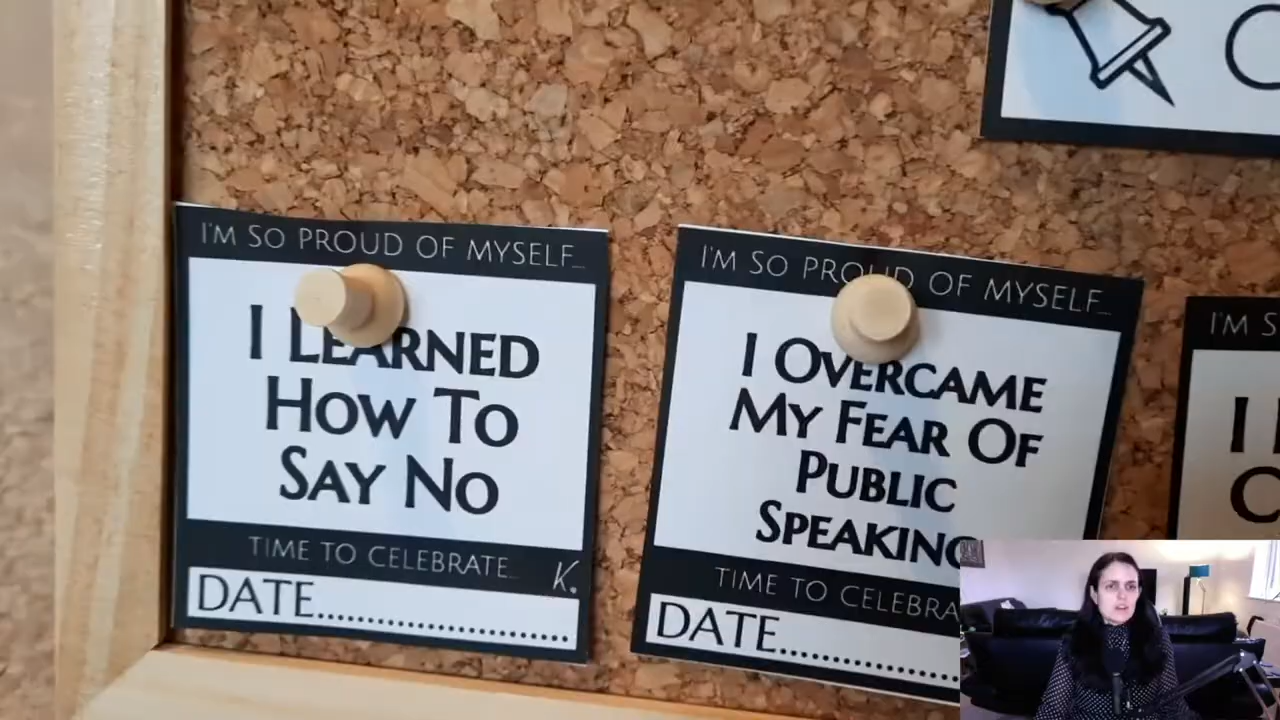 I'M SO PROUD OF MYSELF...
I LEARNED
HOW TO
SAY NO
TIME TO CELEBRATE... K.
DATE..............................
I'M SO PROUD OF MYSELF...
I OVERCAME
MY FEAR OF
PUBLIC
SPEAKING
TIME TO
DATE..............................
I'M
I